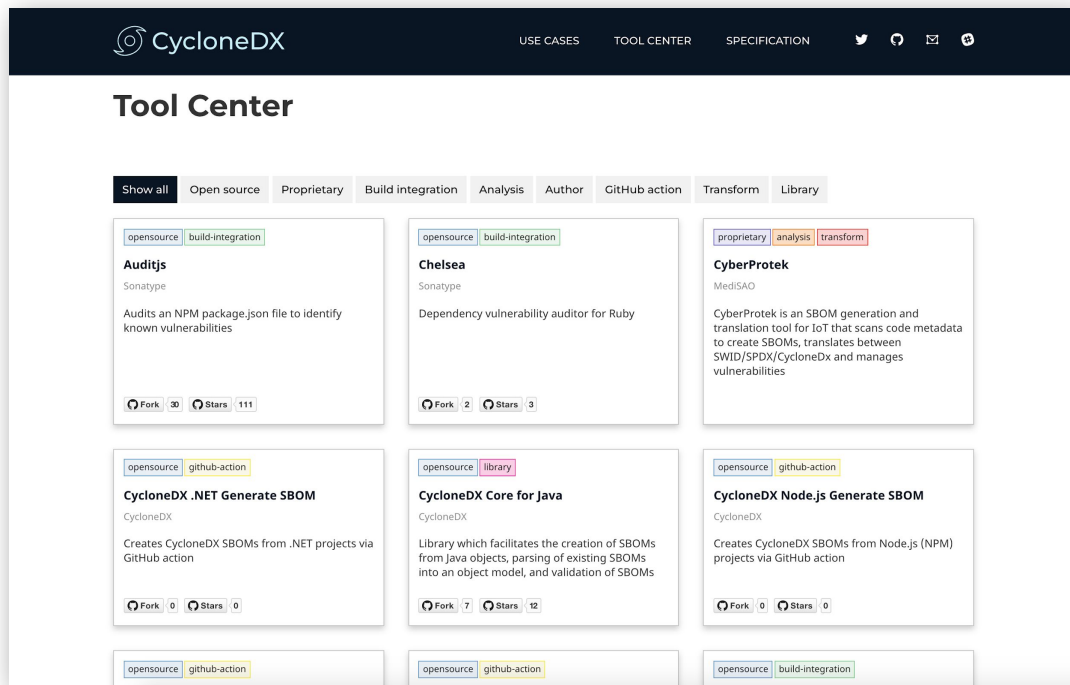 CycloneDX
USE CASES TOOL CENTER SPECIFICATION
Tool Center
Show all Open source Proprietary Build integration Analysis Author GitHub action Transform Library
opensource build-integration
Auditjs
Sonatype
Audits an NPM package.json file to identify
known vulnerabilities
Fork 30 Stars 111
opensource build-integration
Chelsea
Sonatype
Dependency vulnerability auditor for Ruby
Fork 2 Stars 3
proprietary analysis transform
CyberProtek
MediSAO
CyberProtek is an SBOM generation and
translation tool for IoT that scans code metadata
to create SBOMs, translates between
SWID/SPDX/CycloneDx and manages
vulnerabilities
opensource github-action
CycloneDX .NET Generate SBOM
CycloneDX
Creates CycloneDX SBOMs from .NET projects via
GitHub action
Fork 0 Stars 0
opensource library
CycloneDX Core for Java
CycloneDX
Library which facilitates the creation of SBOMs
from Java objects, parsing of existing SBOMs
into an object model, and validation of SBOMs
Fork 7 Stars 12
opensource github-action
CycloneDX Node.js Generate SBOM
CycloneDX
Creates CycloneDX SBOMs from Node.js (NPM)
projects via GitHub action
Fork 0 Stars 0
opensource github-action
opensource github-action
opensource build-integration